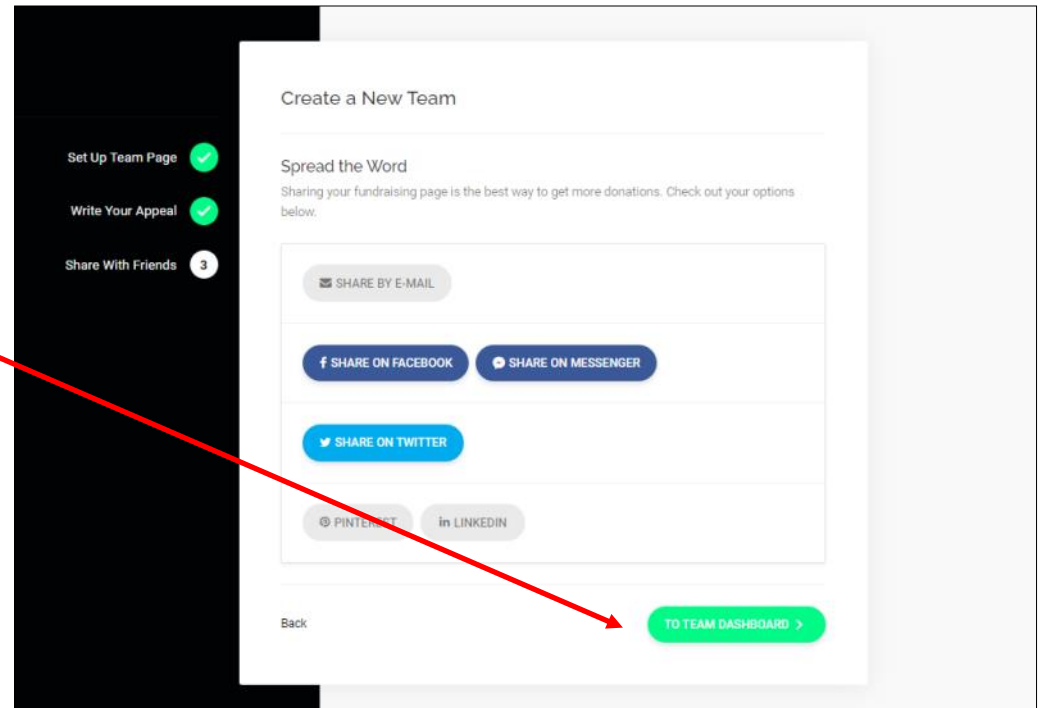 Create a New Team
Set Up Team Page
Write Your Appeal
Share With Friends 3
Spread the Word
Sharing your fundraising page is the best way to get more donations. Check out your options
below.
SHARE BY E-MAIL
SHARE ON FACEBOOK
SHARE ON MESSENGER
SHARE ON TWITTER
PINTEREST
in LINKEDIN
Back
TO TEAM DASHBOARD >